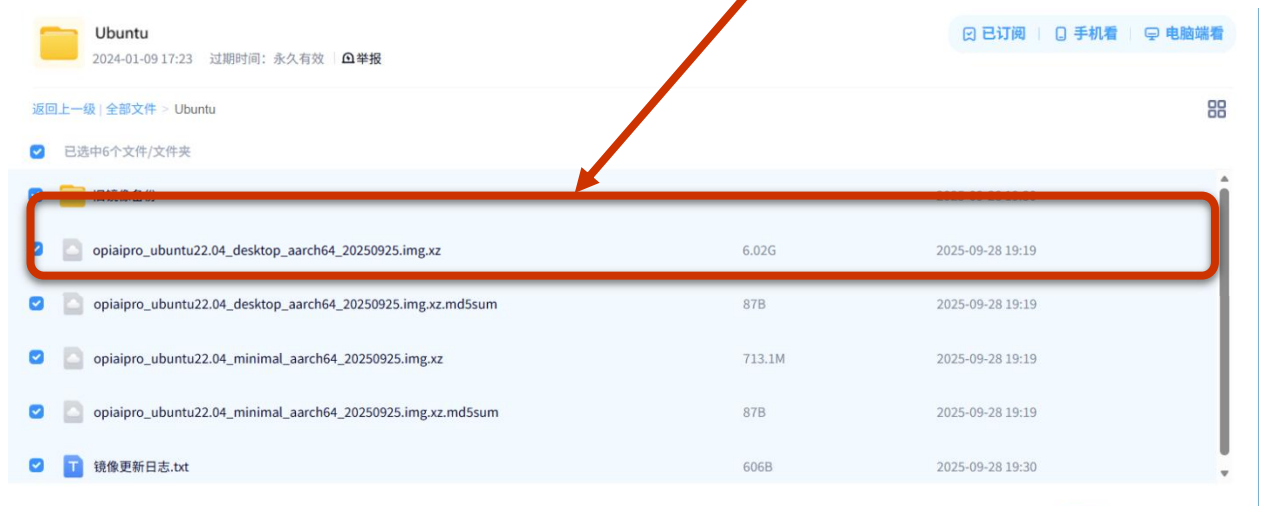 Ubuntu
已订阅 手机看 电脑端看
2024-01-09 17:23 过期时间：永久有效 举报
返回上一级 | 全部文件 > Ubuntu
已选中6个文件/文件夹
opiaipro_ubuntu22.04_desktop_aarch64_20250925.img.xz 6.02G 2025-09-28 19:19
opiaipro_ubuntu22.04_desktop_aarch64_20250925.img.xz.md5sum 87B 2025-09-28 19:19
opiaipro_ubuntu22.04_minimal_aarch64_20250925.img.xz 713.1M 2025-09-28 19:19
opiaipro_ubuntu22.04_minimal_aarch64_20250925.img.xz.md5sum 87B 2025-09-28 19:19
镜像更新日志.txt 606B 2025-09-28 19:30